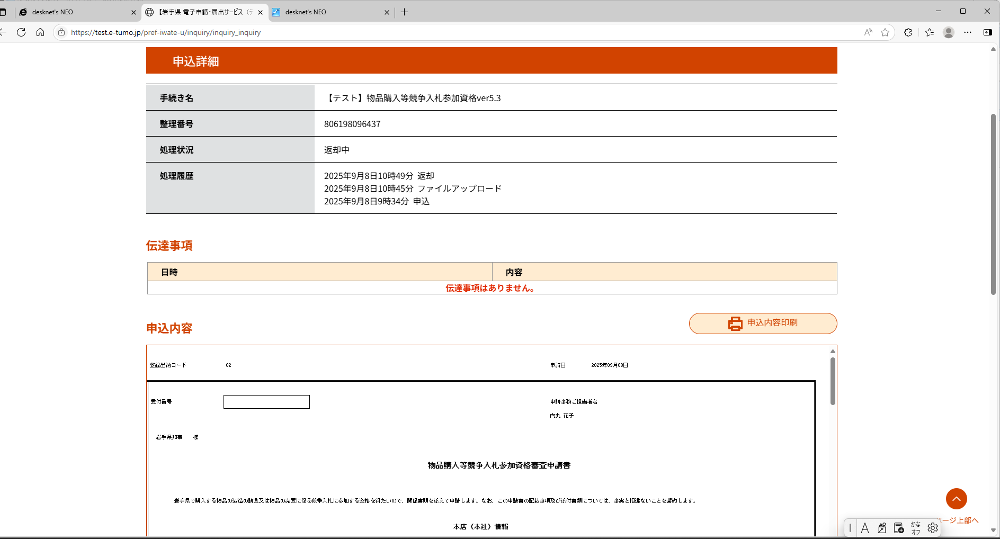 desknet's NEO
【岩手県 電子申請・届出サービス（テ
desknet's NEO
https://test.e-tumo.jp/pref-iwate-u/inquiry/inquiry_inquiry
申込詳細
手続き名
【テスト】物品購入等競争入札参加資格ver5.3
整理番号
806198096437
処理状況
返却中
処理履歴
2025年9月8日10時49分 返却
2025年9月8日10時45分 ファイルアップロード
2025年9月8日9時34分 申込
伝達事項
日時
内容
伝達事項はありません。
申込内容
申込内容印刷
登録出納コード 02 申請日 2025年09月08日
受付番号 申請事務ご担当者名
内丸 花子
岩手県知事 様
物品購入等競争入札参加資格審査申請書
岩手県で購入する物品の製造の請負又は物品の売買に係る競争入札に参加する資格を得たいので、関係書類を添えて申請します。なお、この申請書の記載事項及び添付書類については、事実と相違ないことを誓約します。
本店（本社）情報
ページ上部へ
A
かな
オフ